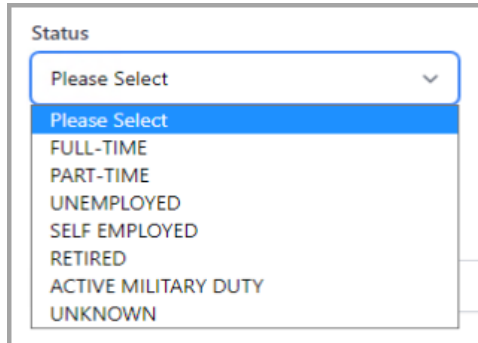 Status
Please Select
Please Select
FULL-TIME
PART-TIME
UNEMPLOYED
SELF EMPLOYED
RETIRED
ACTIVE MILITARY DUTY
UNKNOWN